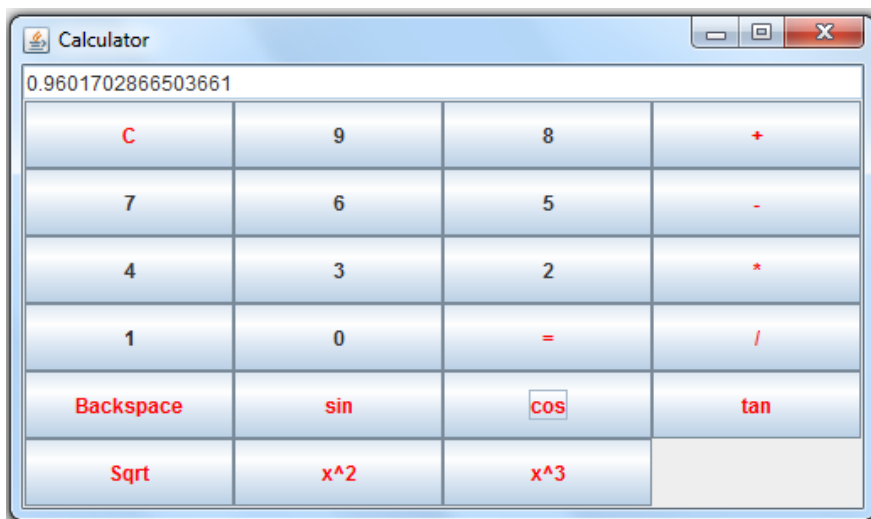 Calculator
0.9601702866503661
C 9 8 +
7 6 5 -
4 3 2 *
1 0 = /
Backspace sin cos tan
Sqrt x^2 x^3